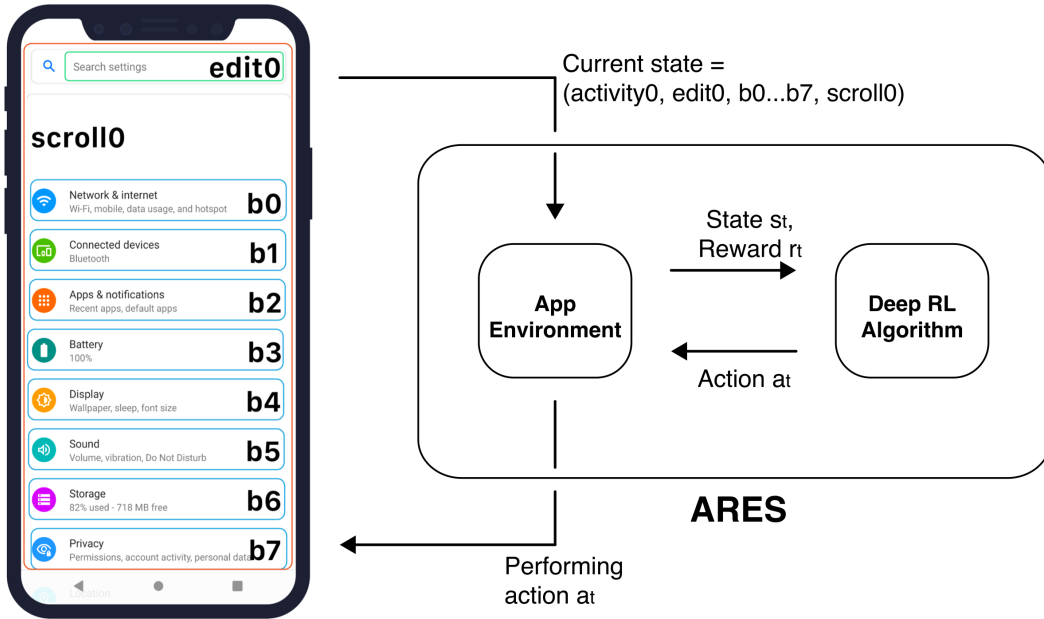 Search settings
edit0
scroll0
Network & internet
Wi-Fi, mobile, data usage, and hotspot
b0
Connected devices
Bluetooth
b1
Apps & notifications
Recent apps, default apps
b2
Battery
100%
b3
Display
Wallpaper, sleep, font size
b4
Sound
Volume, vibration, Do Not Disturb
b5
Storage
82% used - 718 MB free
b6
Privacy
Permissions, account activity, personal data
b7
Location
Current state =
(activity0, edit0, b0...b7, scroll0)
App
Environment
State st,
Reward rt
Action at
Deep RL
Algorithm
ARES
Performing
action at